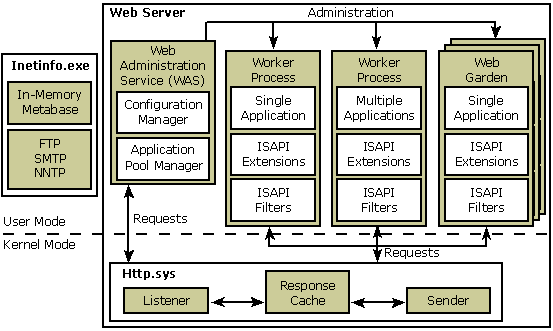 Web Server
Administration
Inetinfo.exe
In-Memory
Metabase
FTP
SMTP
NNTP
Web
Administration
Service (WAS)
Configuration
Manager
Application
Pool Manager
Worker
Process
Single
Application
ISAPI
Extensions
ISAPI
Filters
Worker
Process
Multiple
Applications
ISAPI
Extensions
ISAPI
Filters
Web
Garden
Single
Application
ISAPI
Extensions
ISAPI
Filters
User Mode
Kernel Mode
Requests
Requests
Http.sys
Listener
Response
Cache
Sender